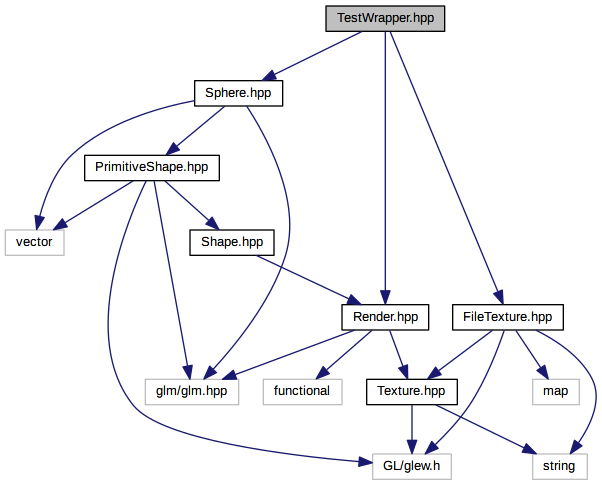 TestWrapper.hpp
Sphere.hpp
PrimitiveShape.hpp
vector
Shape.hpp
Render.hpp
FileTexture.hpp
glm/glm.hpp
functional
Texture.hpp
map
GL/glew.h
string